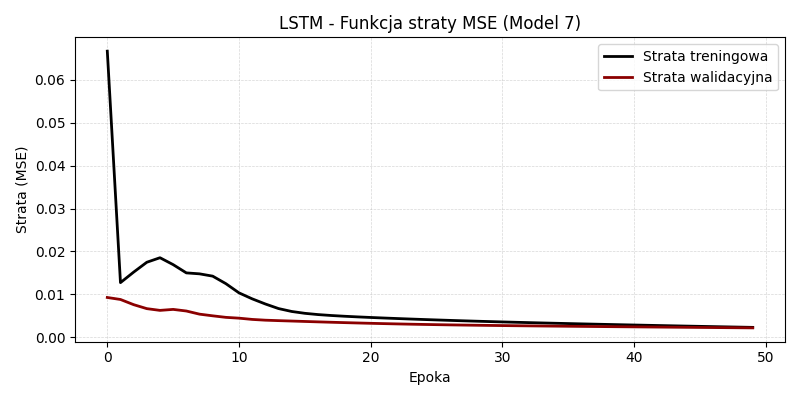 LSTM - Funkcja straty MSE (Model 7)
Strata treningowa
Strata walidacyjna
Strata (MSE)
0.06
0.05
0.04
0.03
0.02
0.01
0.00
0 10 20 30 40 50
Epoka